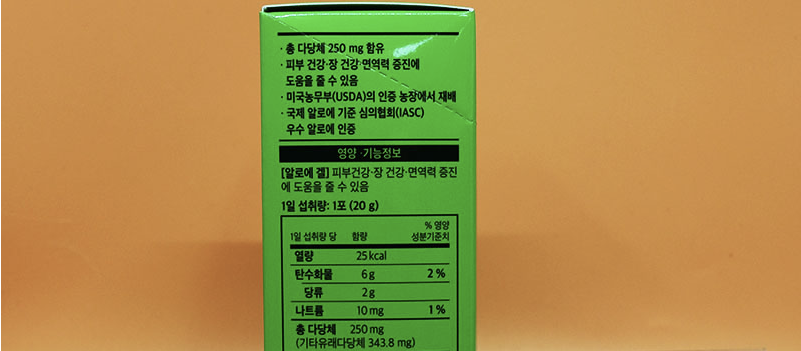 · 총 다당체 250 mg 함유
· 피부 건강·장 건강·면역력 증진에
도움을 줄 수 있음
· 미국농무부(USDA)의 인증 농장에서 재배
· 국제 알로에 기준 심의협회(IASC)
우수 알로에 인증
영양·기능정보
[알로에 겔] 피부건강·장 건강·면역력 증진
에 도움을 줄 수 있음
1일 섭취량: 1포 (20 g)
% 영양
1일 섭취량 당 함량 성분기준치
열량 25 kcal
탄수화물 6 g 2 %
당류 2 g
나트륨 10 mg 1 %
총 다당체 250 mg
(기타유래다당체 343.8 mg)